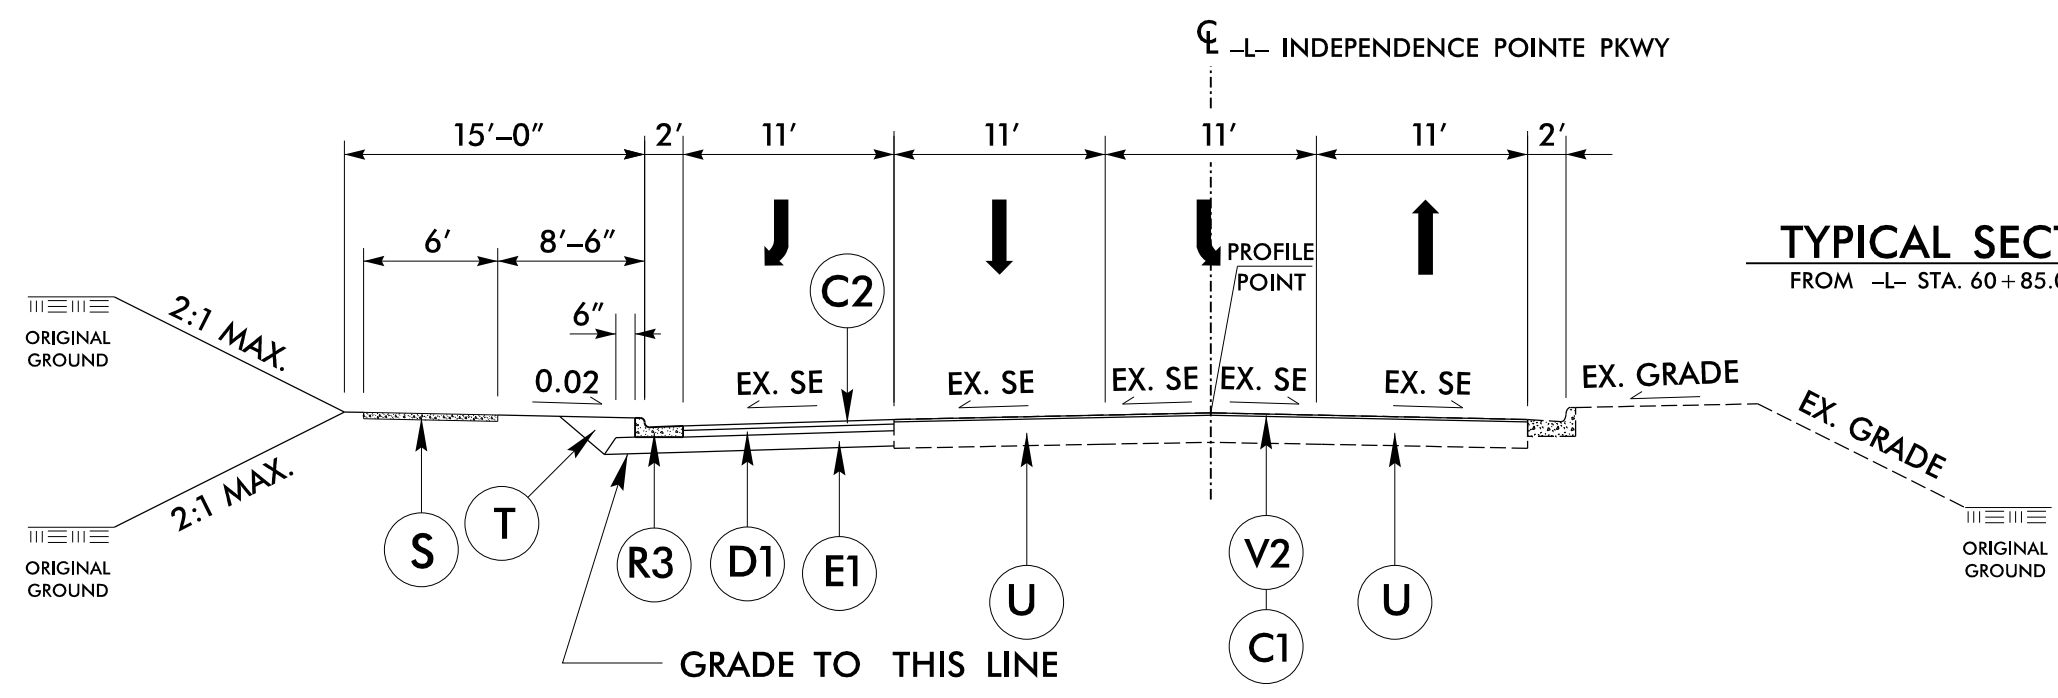 ℄ -L- INDEPENDENCE POINTE PKWY
15'-0" 2' 11' 11' 11' 11' 2'
6' 8'-6"
TYPICAL
FROM -L- STA.
PROFILE
POINT
C2
6"
2:1 MAX.
ORIGINAL
GROUND
0.02 EX. SE EX. SE EX. SE EX. SE EX. SE EX. GRADE
EX. GRADE
2:1 MAX.
ORIGINAL
GROUND
S T R3 D1 E1 U V2 U
C1
ORIGINAL
GROUND
GRADE TO THIS LINE